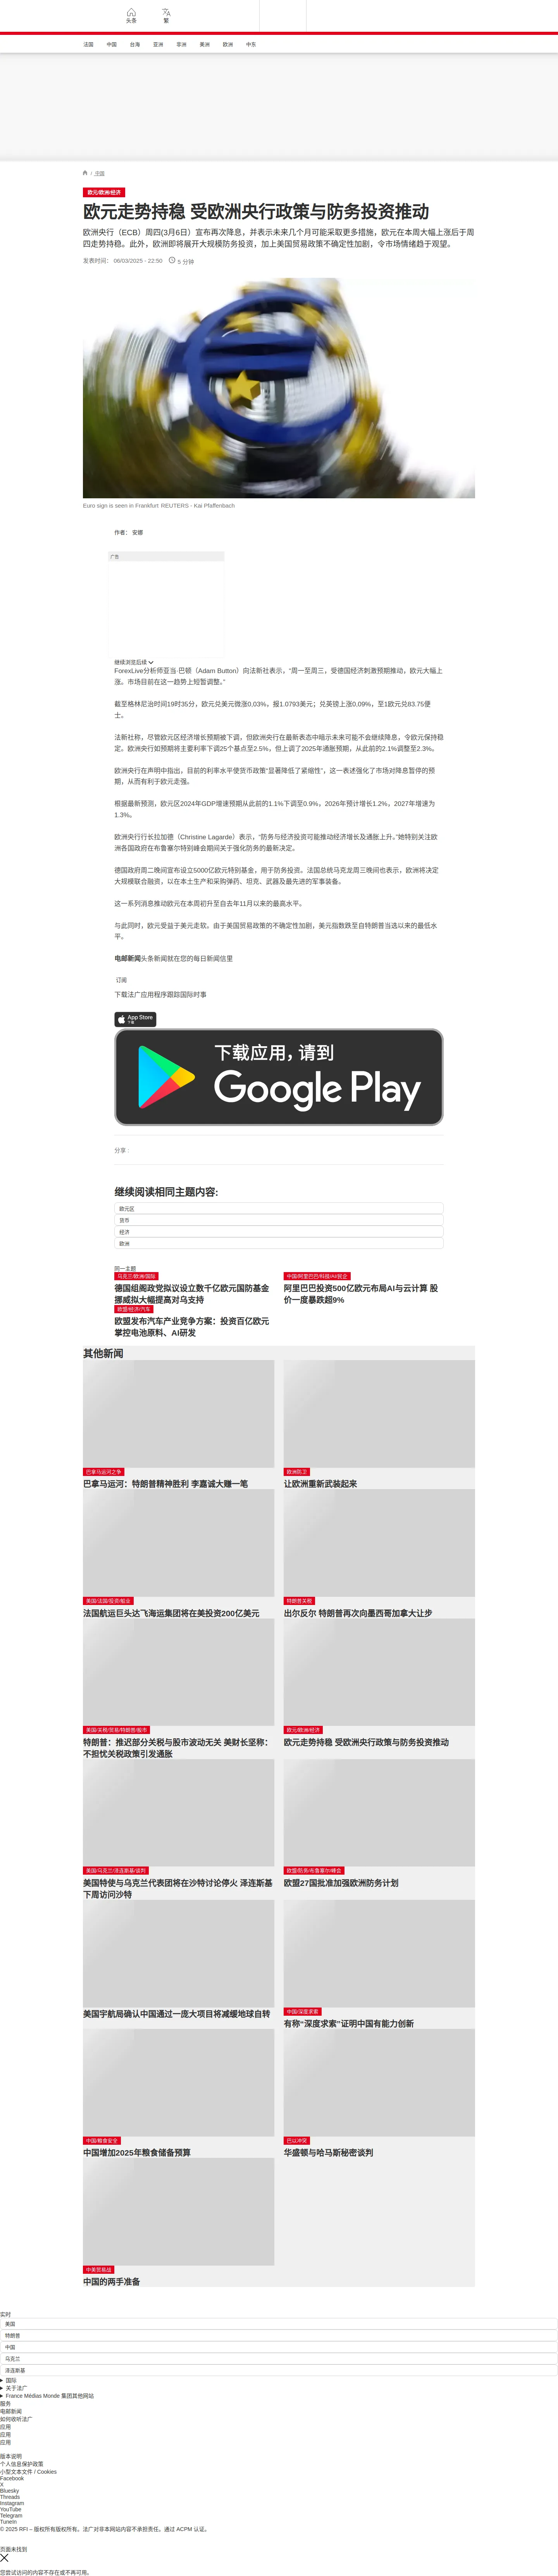 头条
繁
法国
中国
台海
亚洲
非洲
美洲
欧洲
中东
/ 法国
欧元/欧洲/经济
欧元走势持稳 受欧洲央行政策与防务投资推动
欧洲央行（ECB）周四(3月6日）宣布再次降息，并表示未来几个月可能采取更多措施，欧元在本周大幅上涨后于周
四走势持稳。此外，欧洲即将展开大规模防务投资，加上美国贸易政策不确定性加剧，令市场情绪趋于观望。
发表时间： 06/03/2025 - 22:50
5 分钟
Euro sign is seen in Frankfurt REUTERS - Kai Pfaffenbach
作者： 安娜
广告
继续浏览后续
ForexLive分析师亚当·巴顿（Adam Button）向法新社表示，“周一至周三，受德国经济刺激预期推动，欧元大幅上
涨。市场目前在这一趋势上短暂调整。”
截至格林尼治时间19时35分，欧元兑美元微涨0,03%，报1.0793美元；兑英镑上涨0,09%，至1欧元兑83.75便
士。
法新社称，尽管欧元区经济增长预期被下调，但欧洲央行在最新表态中暗示未来可能不会继续降息，令欧元保持稳
定。欧洲央行如预期将主要利率下调25个基点至2.5%，但上调了2025年通胀预期，从此前的2.1%调整至2.3%。
欧洲央行在声明中指出，目前的利率水平使货币政策“显著降低了紧缩性”，这一表述强化了市场对降息暂停的预
期，从而有利于欧元走强。
根据最新预测，欧元区2024年GDP增速预期从此前的1.1%下调至0.9%，2026年预计增长1.2%，2027年增速为
1.3%。
欧洲央行行长拉加德（Christine Lagarde）表示，“防务与经济投资可能推动经济增长及通胀上升。”她特别关注欧
洲各国政府在布鲁塞尔特别峰会期间关于强化防务的最新决定。
德国政府周二晚间宣布设立5000亿欧元特别基金，用于防务投资。法国总统马克龙周三晚间也表示，欧洲将决定
大规模联合融资，以在本土生产和采购弹药、坦克、武器及最先进的军事装备。
这一系列消息推动欧元在本周初升至自去年11月以来的最高水平。
与此同时，欧元受益于美元走软。由于美国贸易政策的不确定性加剧，美元指数跌至自特朗普当选以来的最低水
平。
电邮新闻头条新闻就在您的每日新闻信里
订阅
下载法广应用程序跟踪国际时事
App Store
下载
下载应用，请到
Google Play
分享 :
继续阅读相同主题内容:
欧元区
货币
经济
欧洲
同一主题
乌克兰/欧洲/国际
德国组阁政党拟议设立数千亿欧元国防基金
挪威拟大幅提高对乌支持
中国/阿里巴巴/科技/AI/民企
阿里巴巴投资500亿欧元布局AI与云计算 股
价一度暴跌超9%
欧盟/经济/汽车
欧盟发布汽车产业竞争方案：投资百亿欧元
掌控电池原料、AI研发
其他新闻
巴拿马运河之争
巴拿马运河：特朗普精神胜利 李嘉诚大赚一笔
欧洲防卫
让欧洲重新武装起来
美国/法国/投资/船业
法国航运巨头达飞海运集团将在美投资200亿美元
特朗普关税
出尔反尔 特朗普再次向墨西哥加拿大让步
美国/关税/贸易/特朗普/股市
特朗普：推迟部分关税与股市波动无关 美财长坚称：
不担忧关税政策引发通胀
欧元/欧洲/经济
欧元走势持稳 受欧洲央行政策与防务投资推动
美国/乌克兰/泽连斯基/谈判
美国特使与乌克兰代表团将在沙特讨论停火 泽连斯基
下周访问沙特
欧盟/防务/布鲁塞尔/峰会
欧盟27国批准加强欧洲防务计划
美国宇航局确认中国通过一庞大项目将减缓地球自转
中国/深度求索
有称“深度求索”证明中国有能力创新
中国/粮食安全
中国增加2025年粮食储备预算
巴以冲突
华盛顿与哈马斯秘密谈判
中美贸易战
中国的两手准备
实时
美国
特朗普
中国
乌克兰
泽连斯基
国际
关于法广
France Médias Monde 集团其他网站
服务
电邮新闻
如何收听法广
应用
应用
应用
版本说明
个人信息保护政策
小型文本文件 / Cookies
Facebook
X
Bluesky
Threads
Instagram
YouTube
Telegram
TuneIn
© 2025 RFI – 版权所有版权所有。法广对非本网站内容不承担责任。通过 ACPM 认证。
页面未找到
您尝试访问的内容不存在或不再可用。